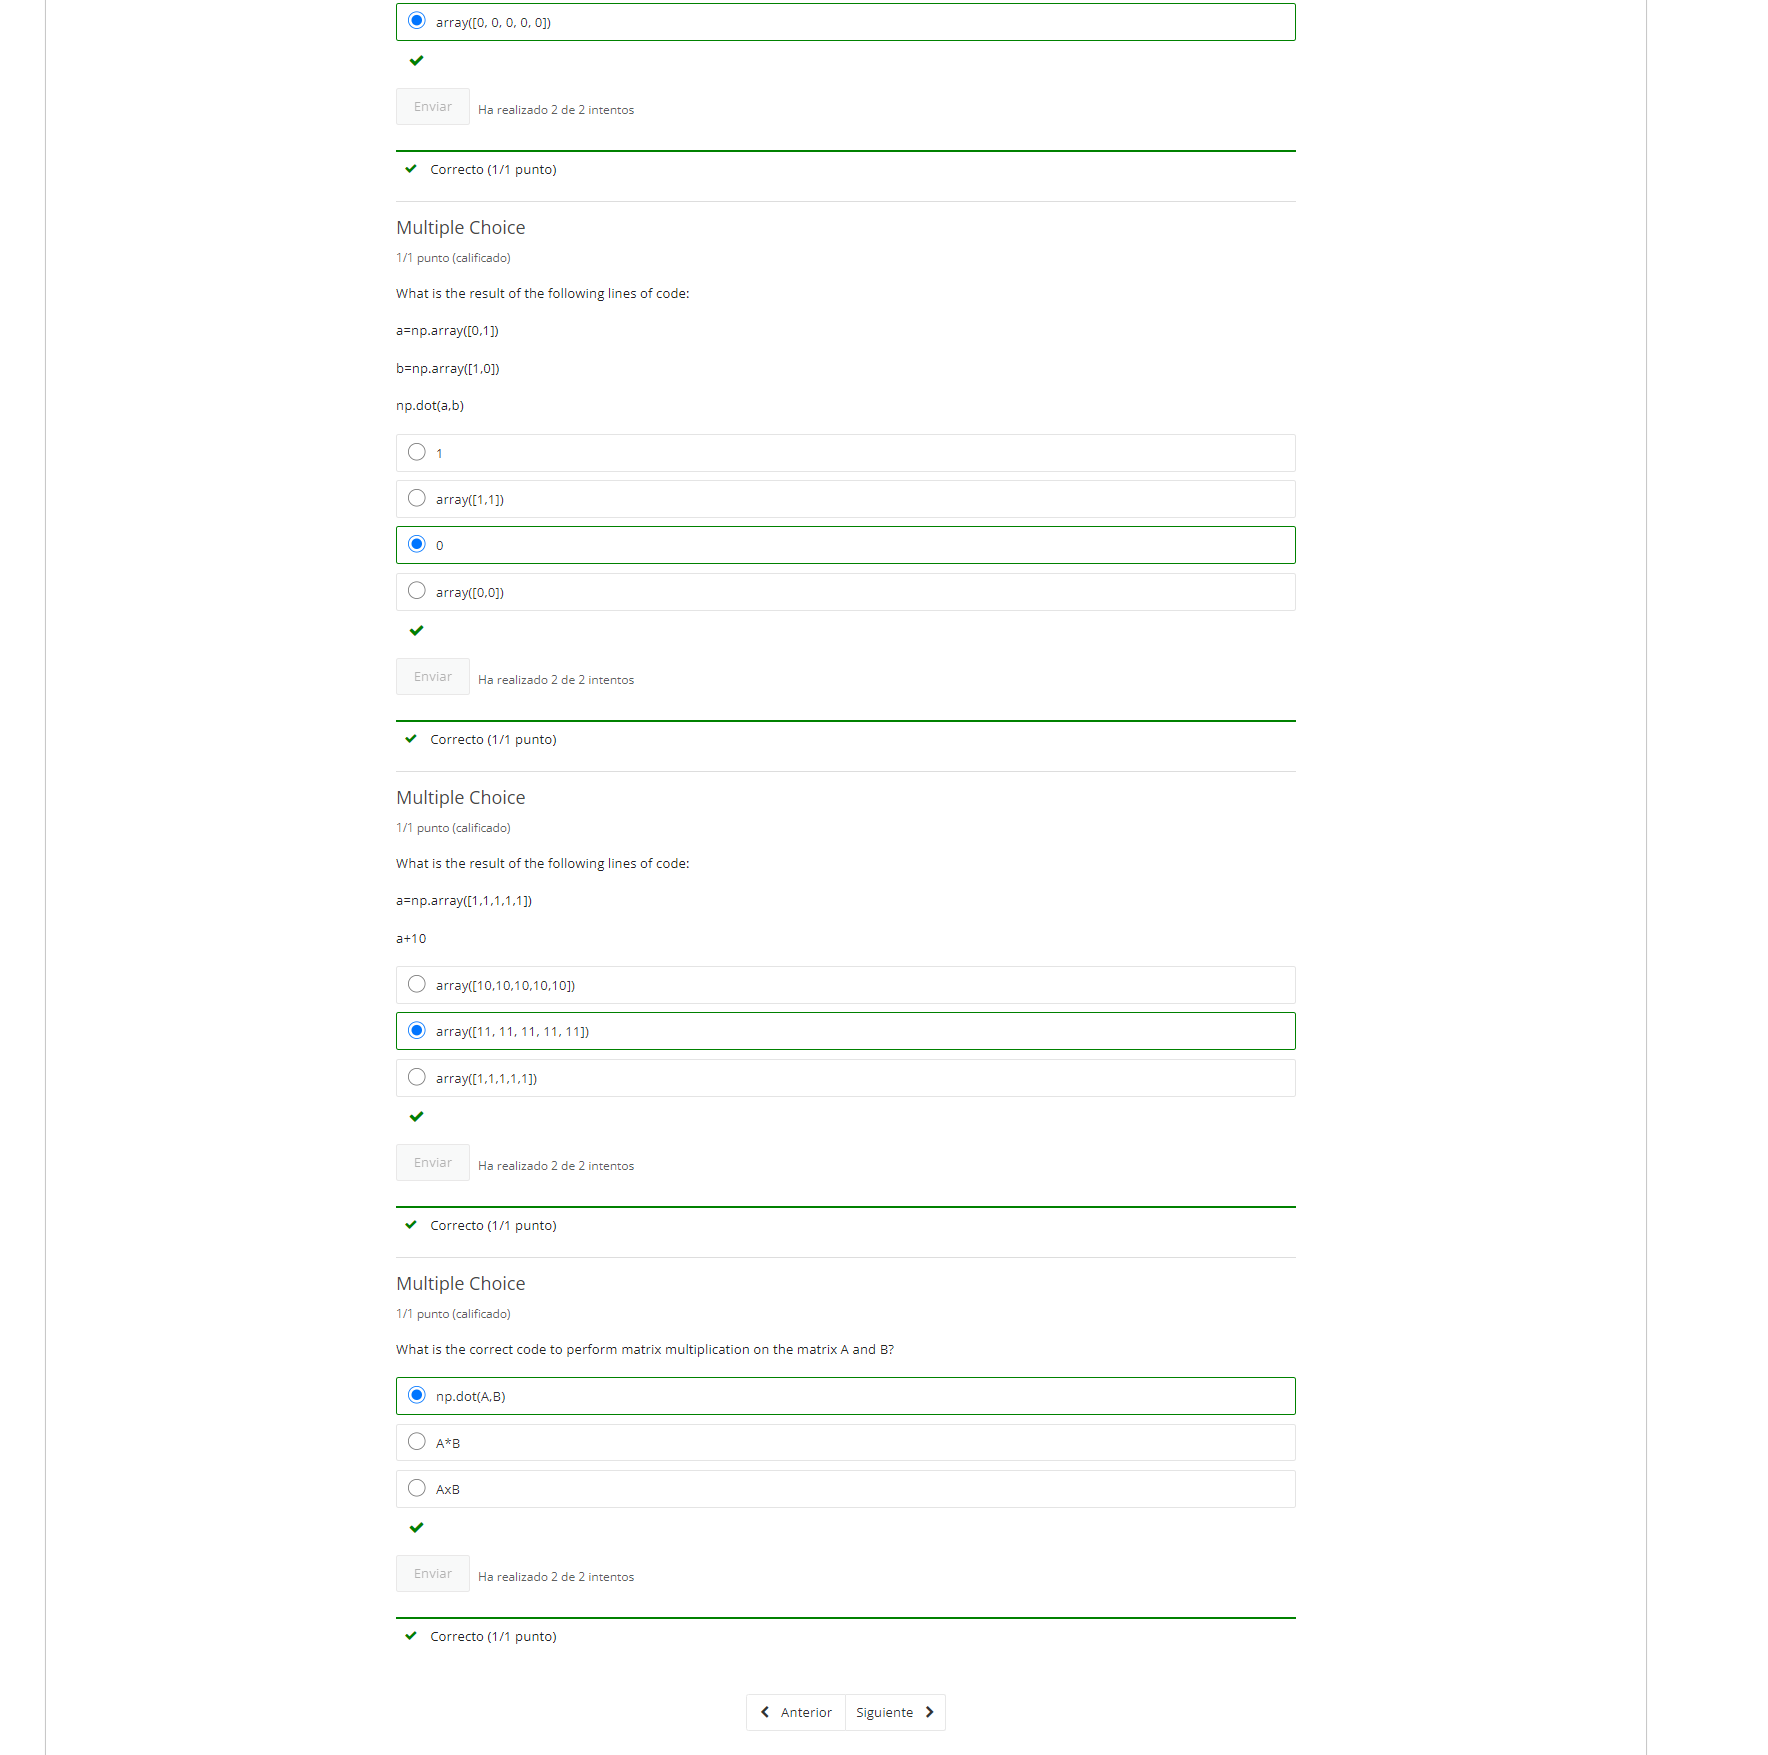 array([0, 0, 0, 0, 0])
Enviar Ha realizado 2 de 2 intentos
Correcto (1/1 punto)
Multiple Choice
1/1 punto (calificado)
What is the result of the following lines of code:
a=np.array([0,1])
b=np.array([1,0])
np.dot(a,b)
1
array([1,1])
0
array([0,0])
Enviar Ha realizado 2 de 2 intentos
Correcto (1/1 punto)
Multiple Choice
1/1 punto (calificado)
What is the result of the following lines of code:
a=np.array([1,1,1,1,1])
a+10
array([10,10,10,10,10])
array([11, 11, 11, 11, 11])
array([1,1,1,1,1])
Enviar Ha realizado 2 de 2 intentos
Correcto (1/1 punto)
Multiple Choice
1/1 punto (calificado)
What is the correct code to perform matrix multiplication on the matrix A and B?
np.dot(A,B)
A*B
AxB
Enviar Ha realizado 2 de 2 intentos
Correcto (1/1 punto)
Anterior Siguiente